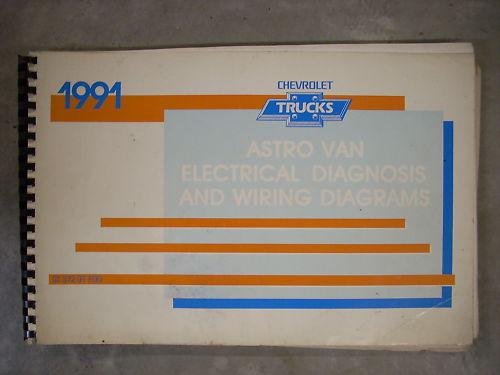 1991
CHEVROLET
TRUCKS
ASTRO VAN
ELECTRICAL DIAGNOSIS
AND WIRING DIAGRAMS